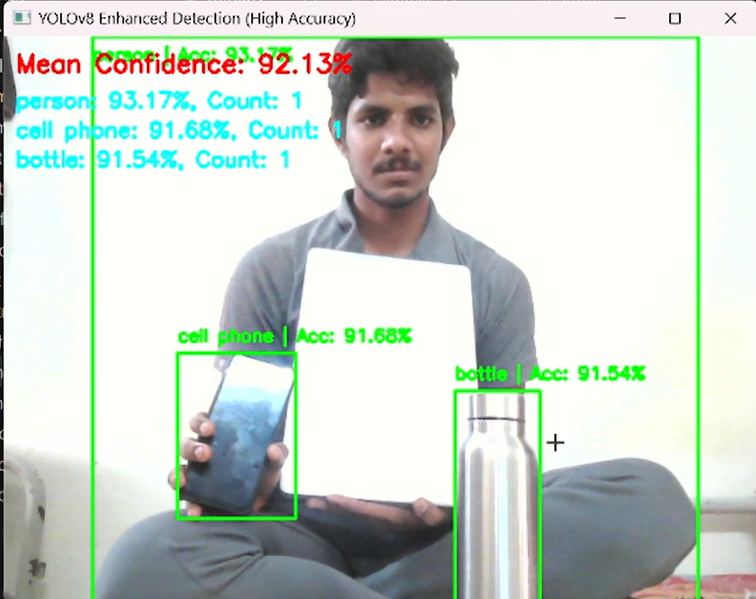 YOLOv8 Enhanced Detection (High Accuracy)
person | Acc: 93.17%
Mean Confidence: 92.13%
person: 93.17%, Count: 1
cell phone: 91.68%, Count: 1
bottle: 91.54%, Count: 1
cell phone | Acc: 91.68%
bottle | Acc: 91.54%